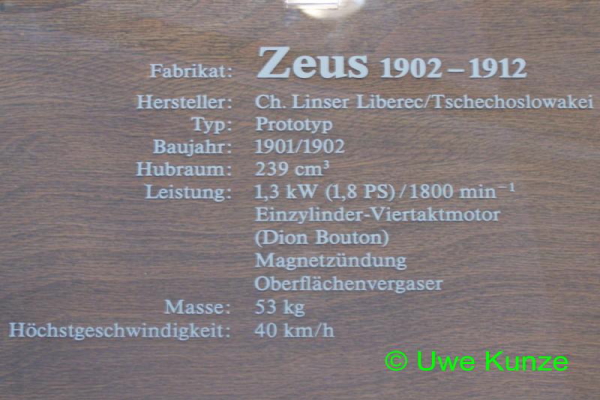 Fabrikat: Zeus 1902 – 1912
Hersteller: Ch. Linser Liberec/Tschechoslowakei
Typ: Prototyp
Baujahr: 1901/1902
Hubraum: 239 cm³
Leistung: 1,3 kW (1,8 PS) / 1800 min⁻¹
Einzylinder-Viertaktmotor
(Dion Bouton)
Magnetzündung
Oberflächenvergaser
Masse: 53 kg
Höchstgeschwindigkeit: 40 km/h
© Uwe Kunze